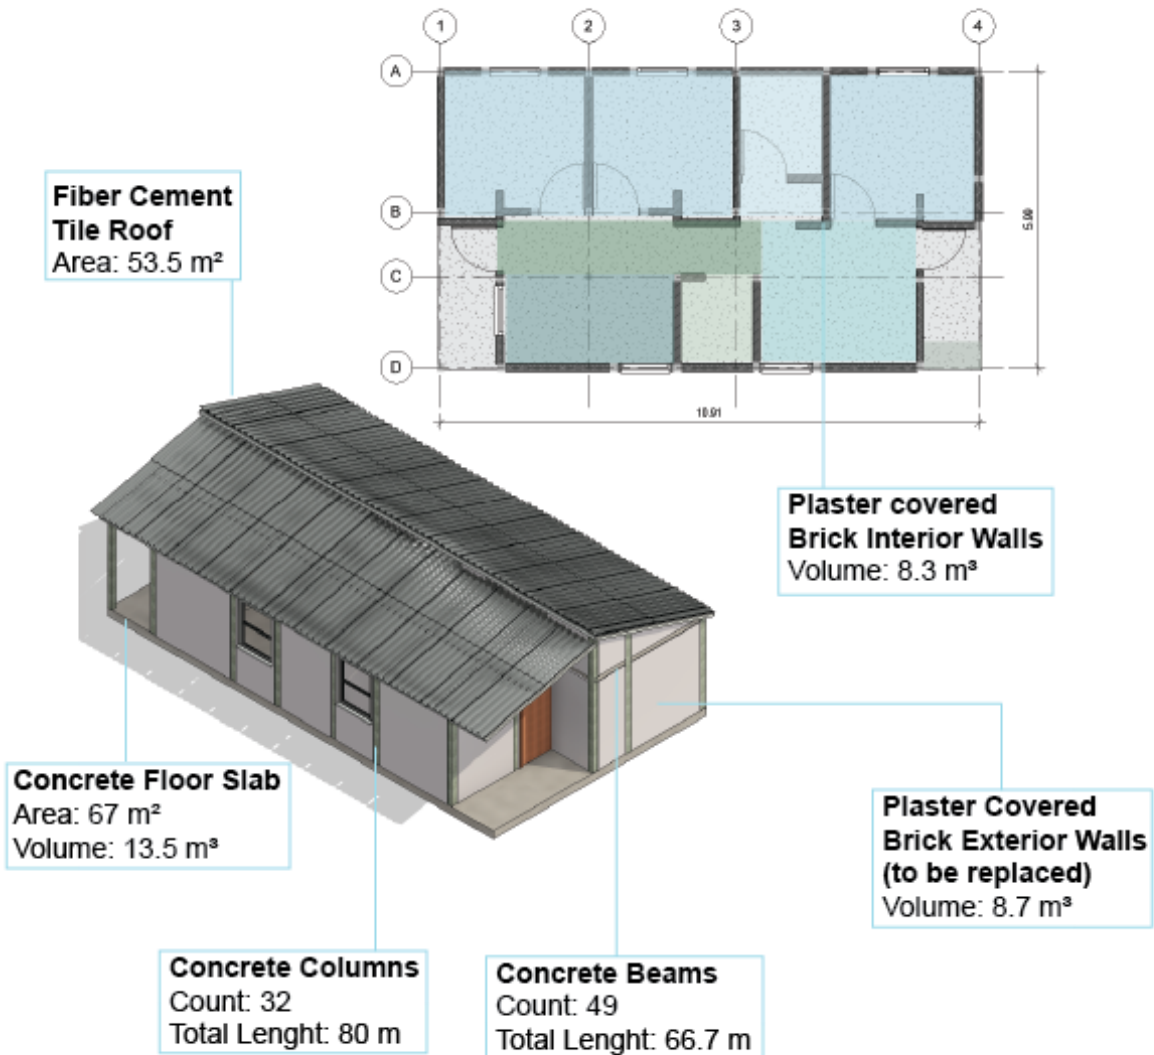 1
2
3
4
A
B
C
D
5.99
10.91
Fiber Cement
Tile Roof
Area: 53.5 m²
Plaster covered
Brick Interior Walls
Volume: 8.3 m³
Concrete Floor Slab
Area: 67 m²
Volume: 13.5 m³
Plaster Covered
Brick Exterior Walls
(to be replaced)
Volume: 8.7 m³
Concrete Columns
Count: 32
Total Lenght: 80 m
Concrete Beams
Count: 49
Total Lenght: 66.7 m